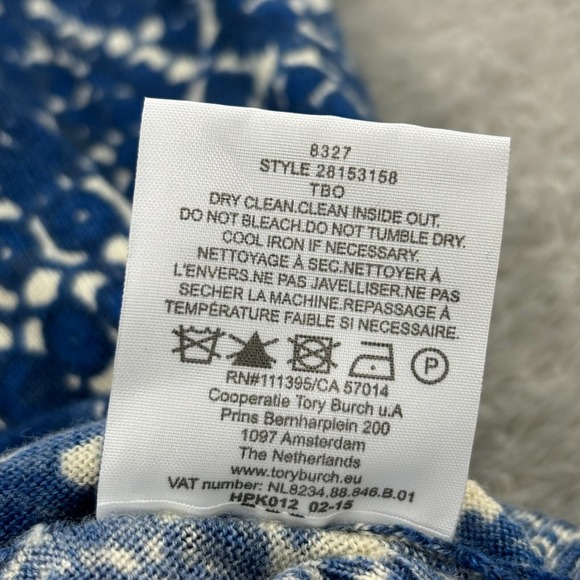 8327
STYLE 28153158
TBO
DRY CLEAN.CLEAN INSIDE OUT.
DO NOT BLEACH.DO NOT TUMBLE DRY.
COOL IRON IF NECESSARY.
NETTOYAGE À SEC.NETTOYER À
L'ENVERS.NE PAS JAVELLISER.NE PAS
SECHER LA MACHINE.REPASSAGE À
TEMPÉRATURE FAIBLE SI NECESSAIRE.
P
RN#111395/CA 57014
Cooperatie Tory Burch u.A
Prins Bernharplein 200
1097 Amsterdam
The Netherlands
www.toryburch.com
VAT number: NL8234.88.846.B.01
HPK012 02-15